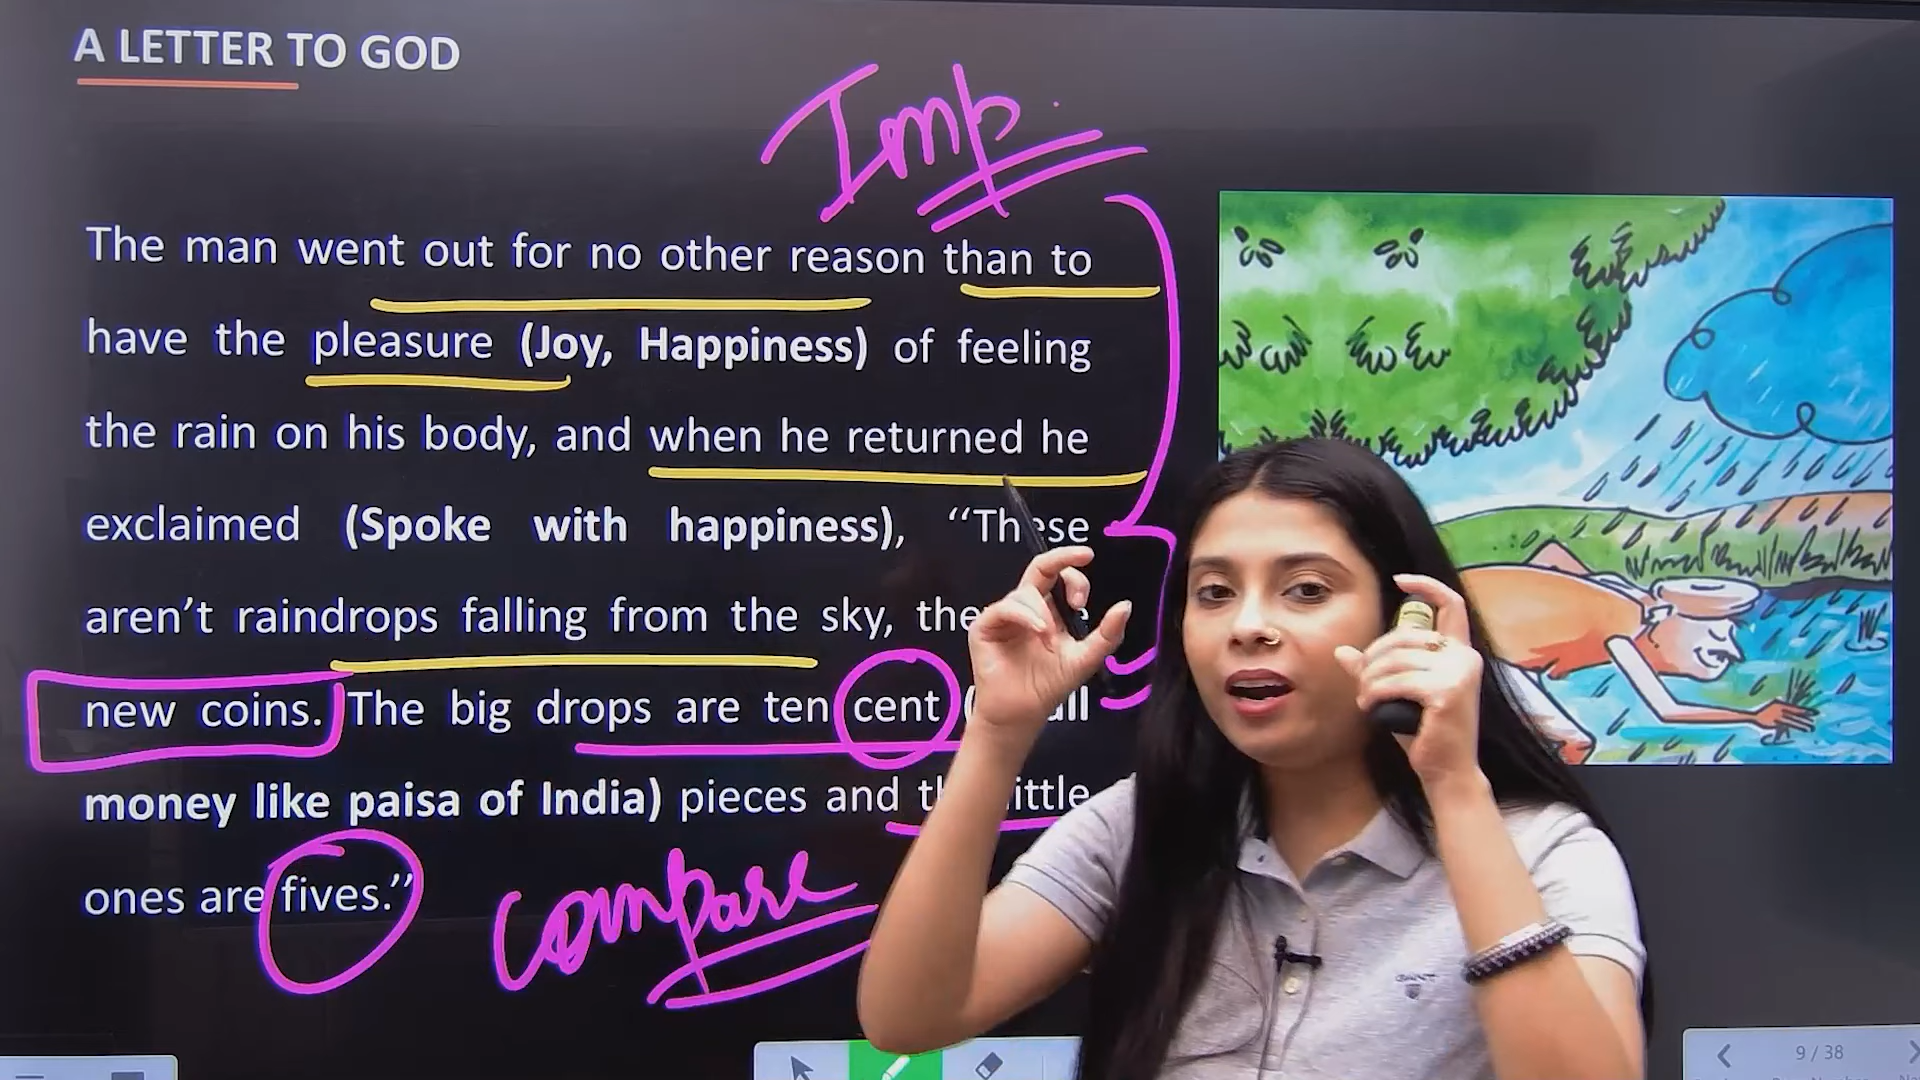 A LETTER TO GOD
Imp.
The man went out for no other reason than to
have the pleasure (Joy, Happiness) of feeling
the rain on his body, and when he returned he
exclaimed (Spoke with happiness), “These
aren’t raindrops falling from the sky,
new coins. The big drops are ten cent
money like paisa of India) pieces and little
ones are fives.”
compare
GANT
9 / 38